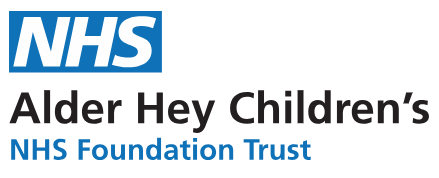 NHS
Alder Hey Children's
NHS Foundation Trust